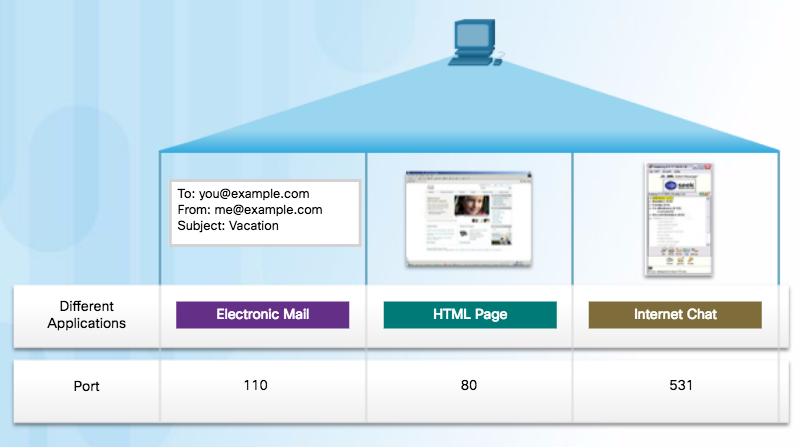 To: you@example.com
From: me@example.com
Subject: Vacation
seek
Different
Applications
Electronic Mail
HTML Page
Internet Chat
Port
110
80
531